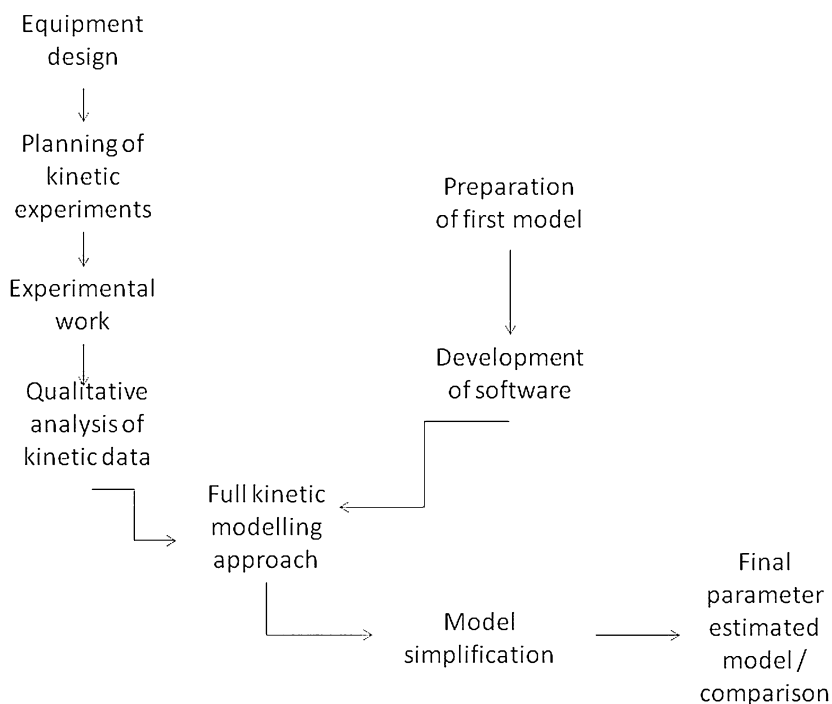 Equipment
design
Planning of
kinetic
experiments
Experimental
work
Qualitative
analysis of
kinetic data
Preparation
of first model
Development
of software
Full kinetic
modelling
approach
Model
simplification
Final
parameter
estimated
model /
comparison